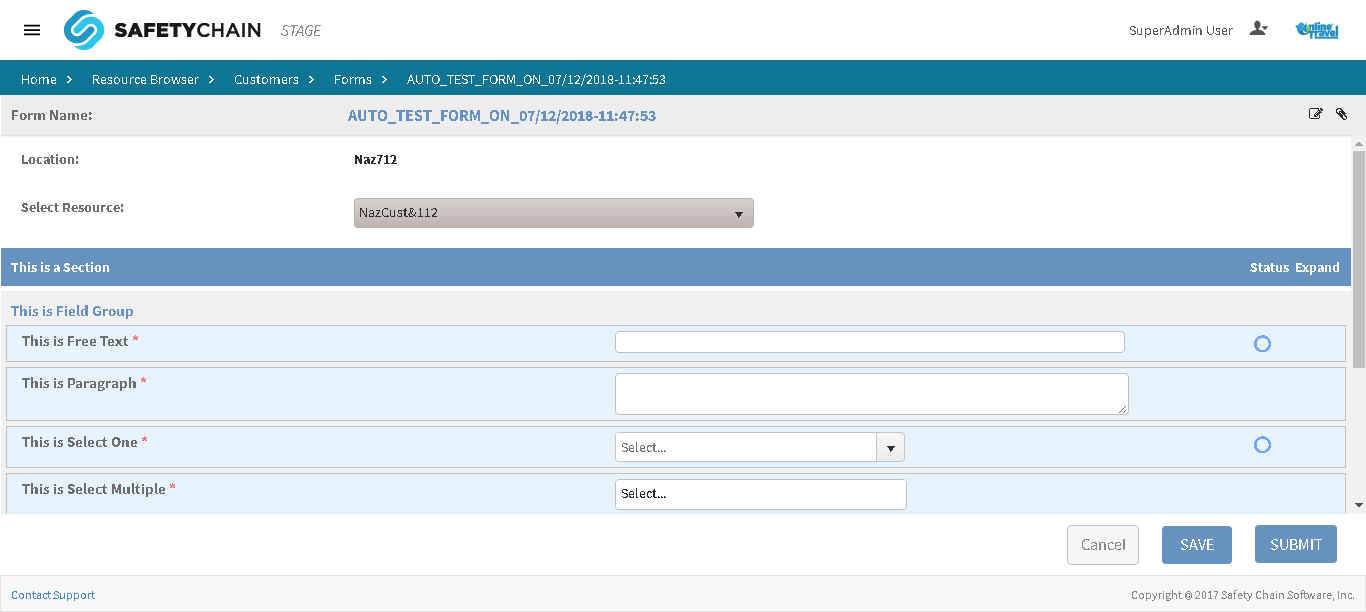 SAFETYCHAIN STAGE SuperAdmin User Online Travel
Home > Resource Browser > Customers > Forms > AUTO_TEST_FORM_ON_07/12/2018-11:47:53
Form Name: AUTO_TEST_FORM_ON_07/12/2018-11:47:53
Location: Naz712
Select Resource: NazCust&112
This is a Section Status Expand
This is Field Group
This is Free Text *
This is Paragraph *
This is Select One * Select...
This is Select Multiple * Select...
Cancel SAVE SUBMIT
Contact Support Copyright © 2017 Safety Chain Software, Inc.